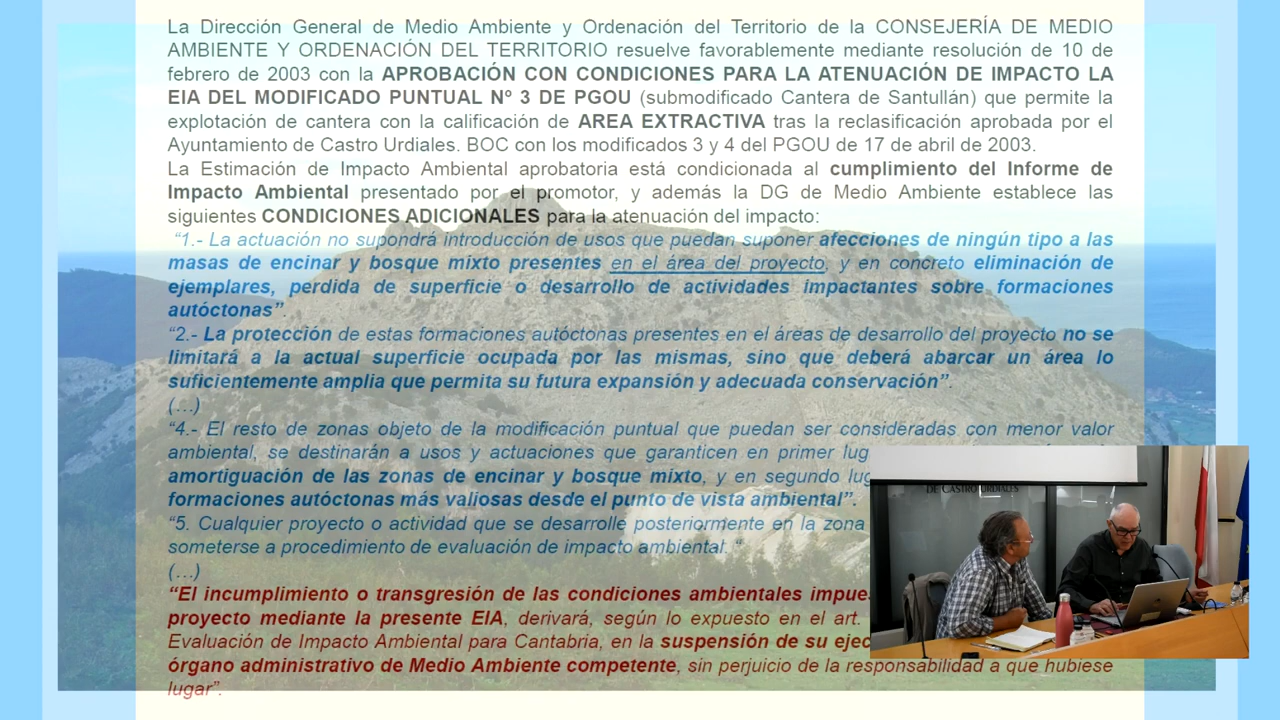 La Dirección General de Medio Ambiente y Ordenación del Territorio de la CONSEJERÍA DE MEDIO
AMBIENTE Y ORDENACIÓN DEL TERRITORIO resuelve favorablemente mediante resolución de 10 de
febrero de 2003 con la APROBACIÓN CON CONDICIONES PARA LA ATENUACIÓN DE IMPACTO LA
EIA DEL MODIFICADO PUNTUAL Nº 3 DE PGOU (submodificado Cantera de Santullán) que permite la
explotación de cantera con la calificación de AREA EXTRACTIVA tras la reclasificación aprobada por el
Ayuntamiento de Castro Urdiales. BOC con los modificados 3 y 4 del PGOU de 17 de abril de 2003.
La Estimación de Impacto Ambiental aprobatoria está condicionada al cumplimiento del Informe de
Impacto Ambiental presentado por el promotor, y además la DG de Medio Ambiente establece las
siguientes CONDICIONES ADICIONALES para la atenuación del impacto:
“1.- La actuación no supondrá introducción de usos que puedan suponer afecciones de ningún tipo a las
masas de encinar y bosque mixto presentes en el área del proyecto, y en concreto eliminación de
ejemplares, perdida de superficie o desarrollo de actividades impactantes sobre formaciones
autóctonas”.
“2.- La protección de estas formaciones autóctonas presentes en el áreas de desarrollo del proyecto no se
limitará a la actual superficie ocupada por las mismas, sino que deberá abarcar un área lo
suficientemente amplia que permita su futura expansión y adecuada conservación”.
(…)
“4.- El resto de zonas objeto de la modificación puntual que puedan ser consideradas con menor valor
ambiental, se destinarán a usos y actuaciones que garanticen en primer lug
amortiguación de las zonas de encinar y bosque mixto, y en segundo lug
formaciones autóctonas más valiosas desde el punto de vista ambiental”.
“5. Cualquier proyecto o actividad que se desarrolle posteriormente en la zona
someterse a procedimiento de evaluación de impacto ambiental. “
(…)
“El incumplimiento o transgresión de las condiciones ambientales impues
proyecto mediante la presente EIA, derivará, según lo expuesto en el art.
Evaluación de Impacto Ambiental para Cantabria, en la suspensión de su ejec
órgano administrativo de Medio Ambiente competente, sin perjuicio de la responsabilidad a que hubiese
lugar”.
DE CASTRO URDIALES